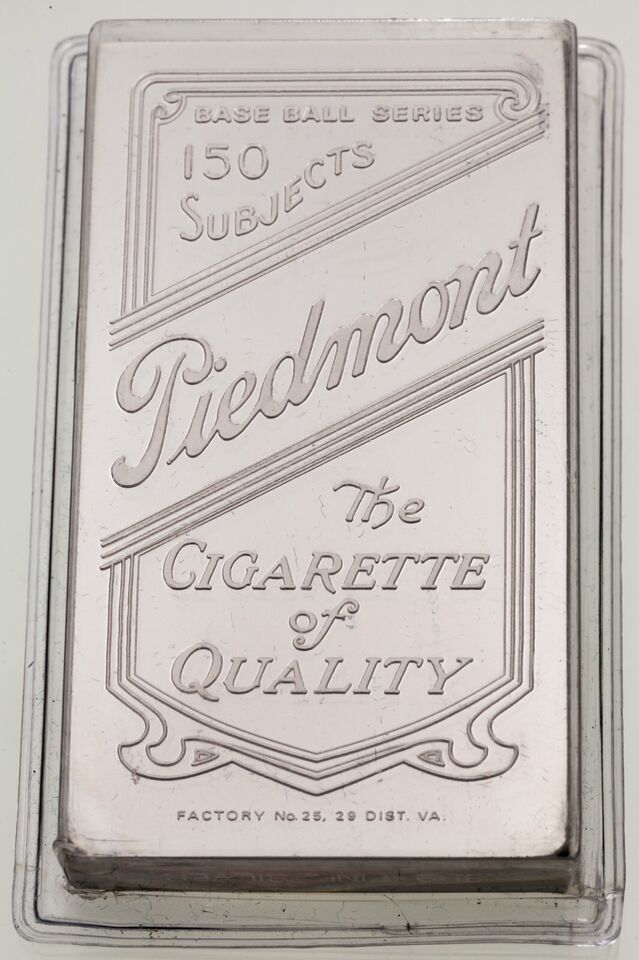 BASE BALL SERIES
150
SUBJECTS
Piedmont
The
CIGARETTE
of
QUALITY
FACTORY No. 25, 29 DIST. VA.